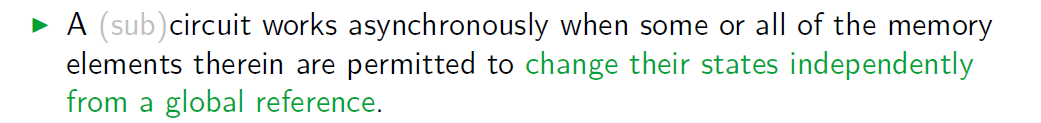 A (sub)circuit works asynchronously when some or all of the memory
elements therein are permitted to change their states independently
from a global reference.